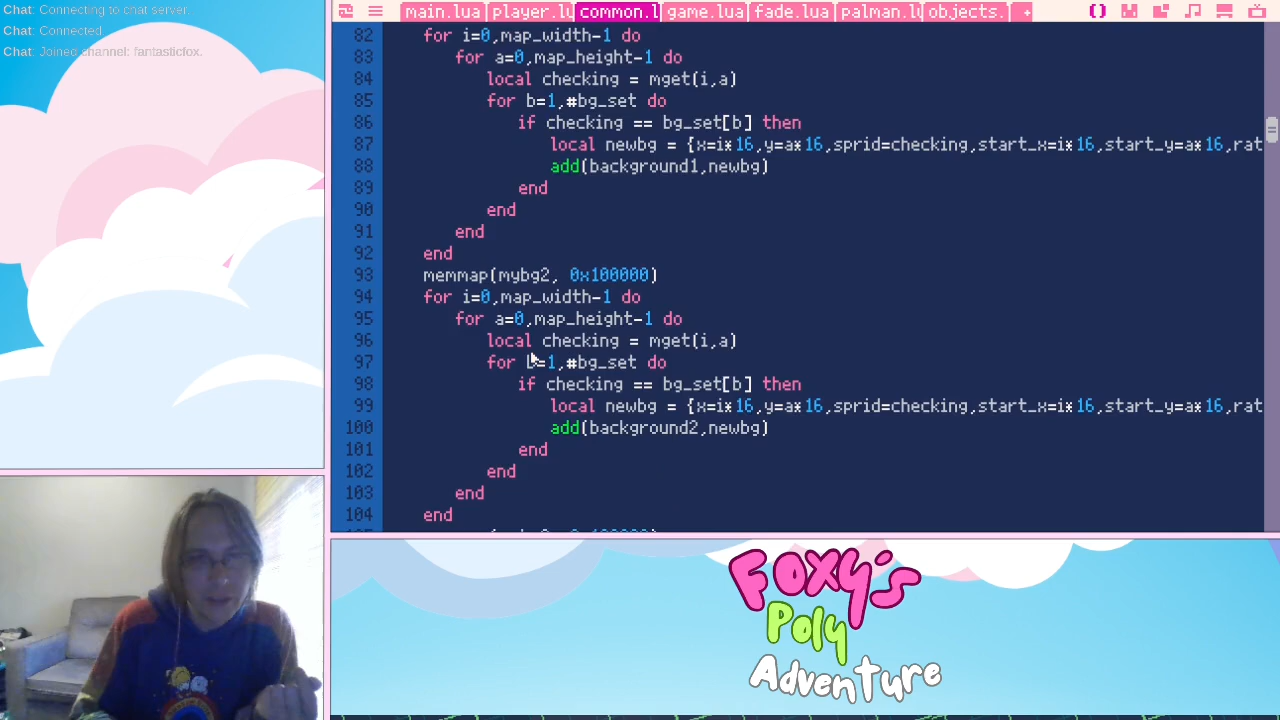 Chat: Connecting to chat server.
Chat: Connected.
Chat: Joined channel: fantasticfox.
main.lua player.lu common.l game.lua fade.lua palman.lu objects. +
82 for i=0,map_width-1 do
83 for a=0,map_height-1 do
84 local checking = mget(i,a)
85 for b=1,#bg_set do
86 if checking == bg_set[b] then
87 local newbg = {x=i*16,y=a*16,sprid=checking,start_x=i*16,start_y=a*16,rat
88 add(background1,newbg)
89 end
90 end
91 end
92 end
93 memmap(mybg2, 0x100000)
94 for i=0,map_width-1 do
95 for a=0,map_height-1 do
96 local checking = mget(i,a)
97 for b=1,#bg_set do
98 if checking == bg_set[b] then
99 local newbg = {x=i*16,y=a*16,sprid=checking,start_x=i*16,start_y=a*16,rat
100 add(background2,newbg)
101 end
102 end
103 end
104 end
FOXY's
Poly
Adventure